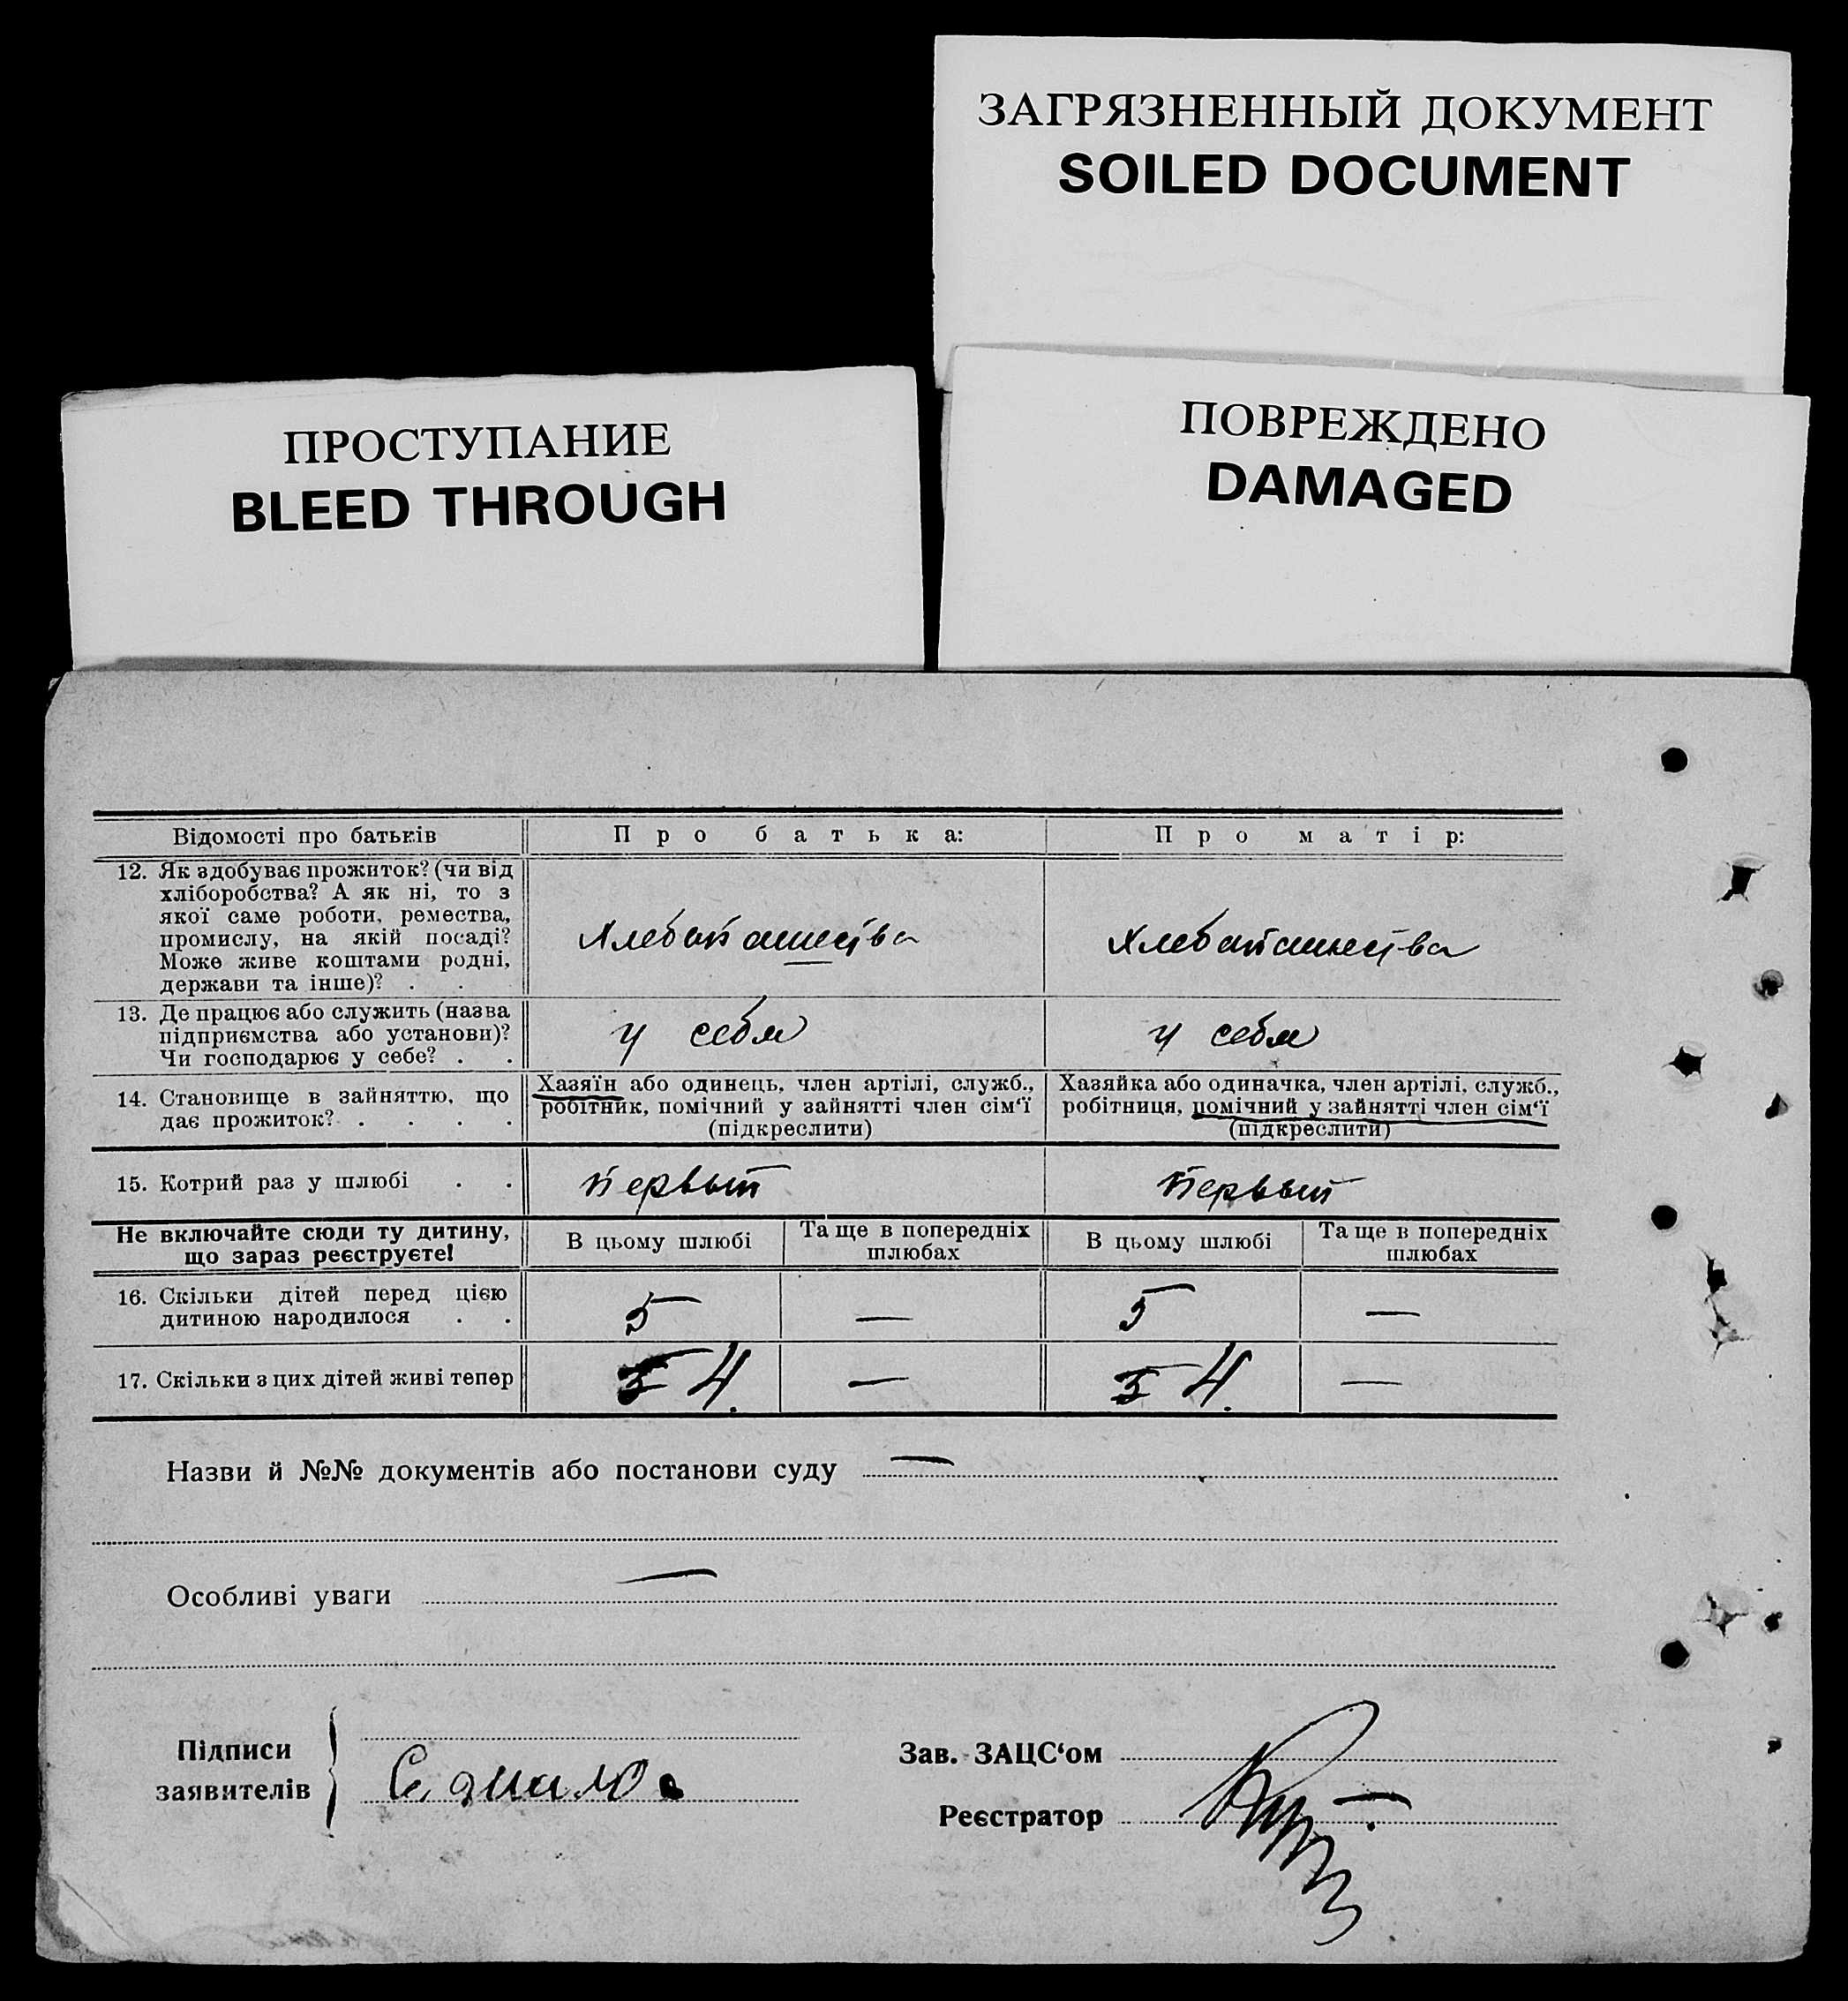 ЗАГРЯЗНЕННЫЙ ДОКУМЕНТ
SOILED DOCUMENT
ПРОСТУПАНИЕ
BLEED THROUGH
ПОВРЕЖДЕНО
DAMAGED
Відомості про батьків
Про батька:
Про матір:
12. Як здобуває прожиток? (чи від
хліборобства? А як ні, то з
якої саме роботи, ремества,
промислу, на якій посаді?
Може живе коштами родні,
держави та інше)? . .
Хлебопашества
Хлебопашества
13. Де працює або служить (назва
підприємства або установи)?
Чи господарює у себе? . .
у себя
у себя
14. Становище в зайняттю, що
дає прожиток? . . . .
Хазяїн або одинець, член артілі, служб.,
робітник, помічний у зайнятті член сім‘ї
(підкреслити)
Хазяйка або одиначка, член артілі, служб.,
робітниця, помічний у зайнятті член сім‘ї
(підкреслити)
15. Котрий раз у шлюбі . .
первый
первый
Не включайте сюди ту дитину,
що зараз реєструєте!
В цьому шлюбі
Та ще в попередніх
шлюбах
В цьому шлюбі
Та ще в попередніх
шлюбах
16. Скільки дітей перед цією
дитиною народилося . .
5
—
5
—
17. Скільки з цих дітей живі тепер
5 4.
—
5 4.
—
Назви й №№ документів або постанови суду —
Особливі уваги —
Підписи
заявителів
Зав. ЗАЦС‘ом
Реєстратор